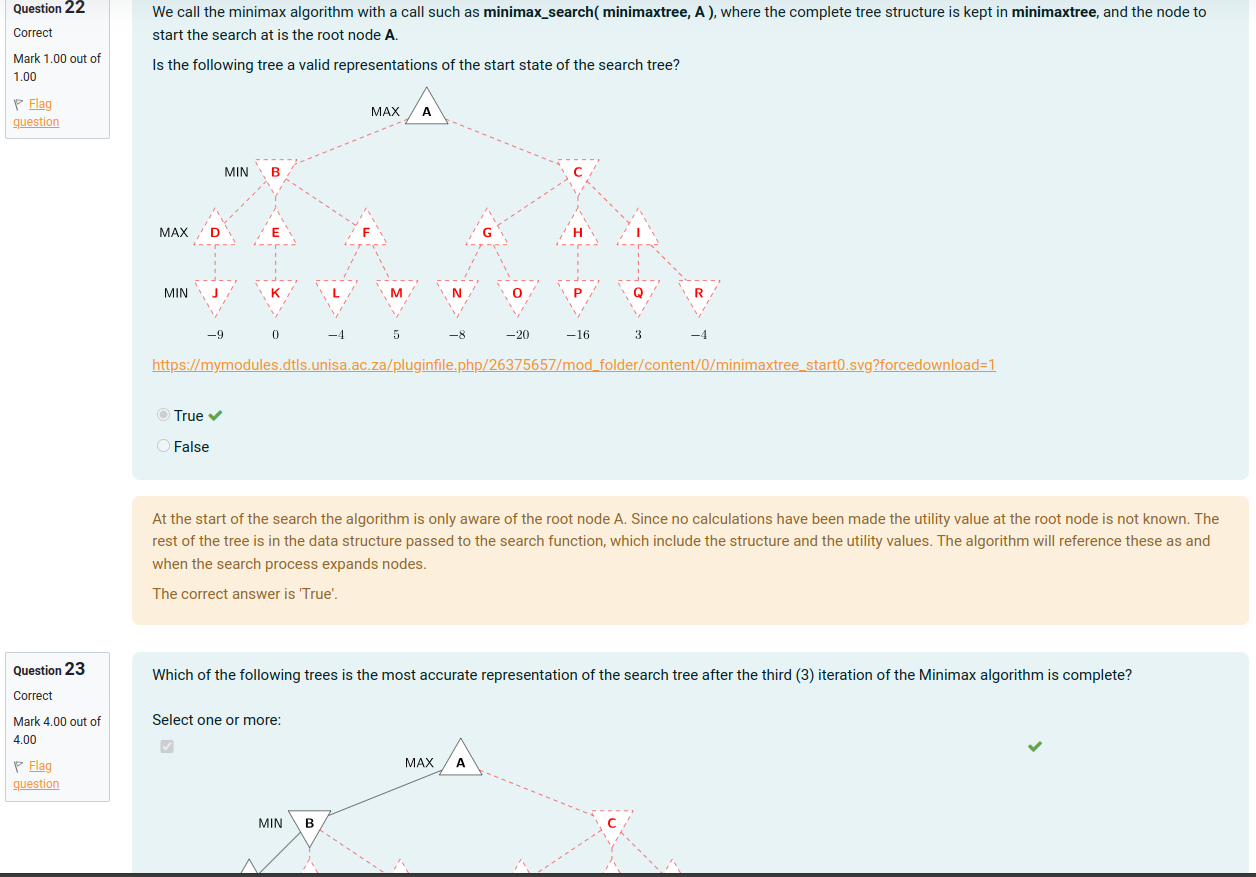 Question 22
Correct
Mark 1.00 out of
1.00
Flag
question
We call the minimax algorithm with a call such as minimax_search( minimaxtree, A ), where the complete tree structure is kept in minimaxtree, and the node to
start the search at is the root node A.
Is the following tree a valid representations of the start state of the search tree?
MAX A
MIN B C
MAX D E F G H I
MIN J K L M N O P Q R
−9 0 −4 5 −8 −20 −16 3 −4
https://mymodules.dtls.unisa.ac.za/pluginfile.php/26375657/mod_folder/content/0/minimaxtree_start0.svg?forcedownload=1
True
False
At the start of the search the algorithm is only aware of the root node A. Since no calculations have been made the utility value at the root node is not known. The
rest of the tree is in the data structure passed to the search function, which include the structure and the utility values. The algorithm will reference these as and
when the search process expands nodes.
The correct answer is 'True'.
Question 23
Correct
Mark 4.00 out of
4.00
Flag
question
Which of the following trees is the most accurate representation of the search tree after the third (3) iteration of the Minimax algorithm is complete?
Select one or more:
MAX A
MIN B C